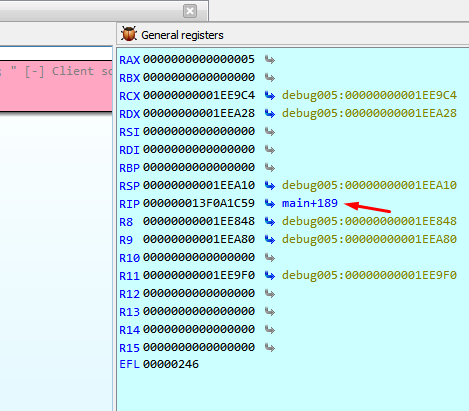 General registers
; " [-] Client so
RAX 0000000000000005
RBX 0000000000000000
RCX 00000000001EE9C4 debug005:00000000001EE9C4
RDX 00000000001EEA28 debug005:00000000001EEA28
RSI 0000000000000000
RDI 0000000000000000
RBP 0000000000000000
RSP 00000000001EEA10 debug005:00000000001EEA10
RIP 000000013F0A1C59 main+189
R8 00000000001EE848 debug005:00000000001EE848
R9 00000000001EEA80 debug005:00000000001EEA80
R10 0000000000000000
R11 00000000001EE9F0 debug005:00000000001EE9F0
R12 0000000000000000
R13 0000000000000000
R14 0000000000000000
R15 0000000000000000
EFL 00000246